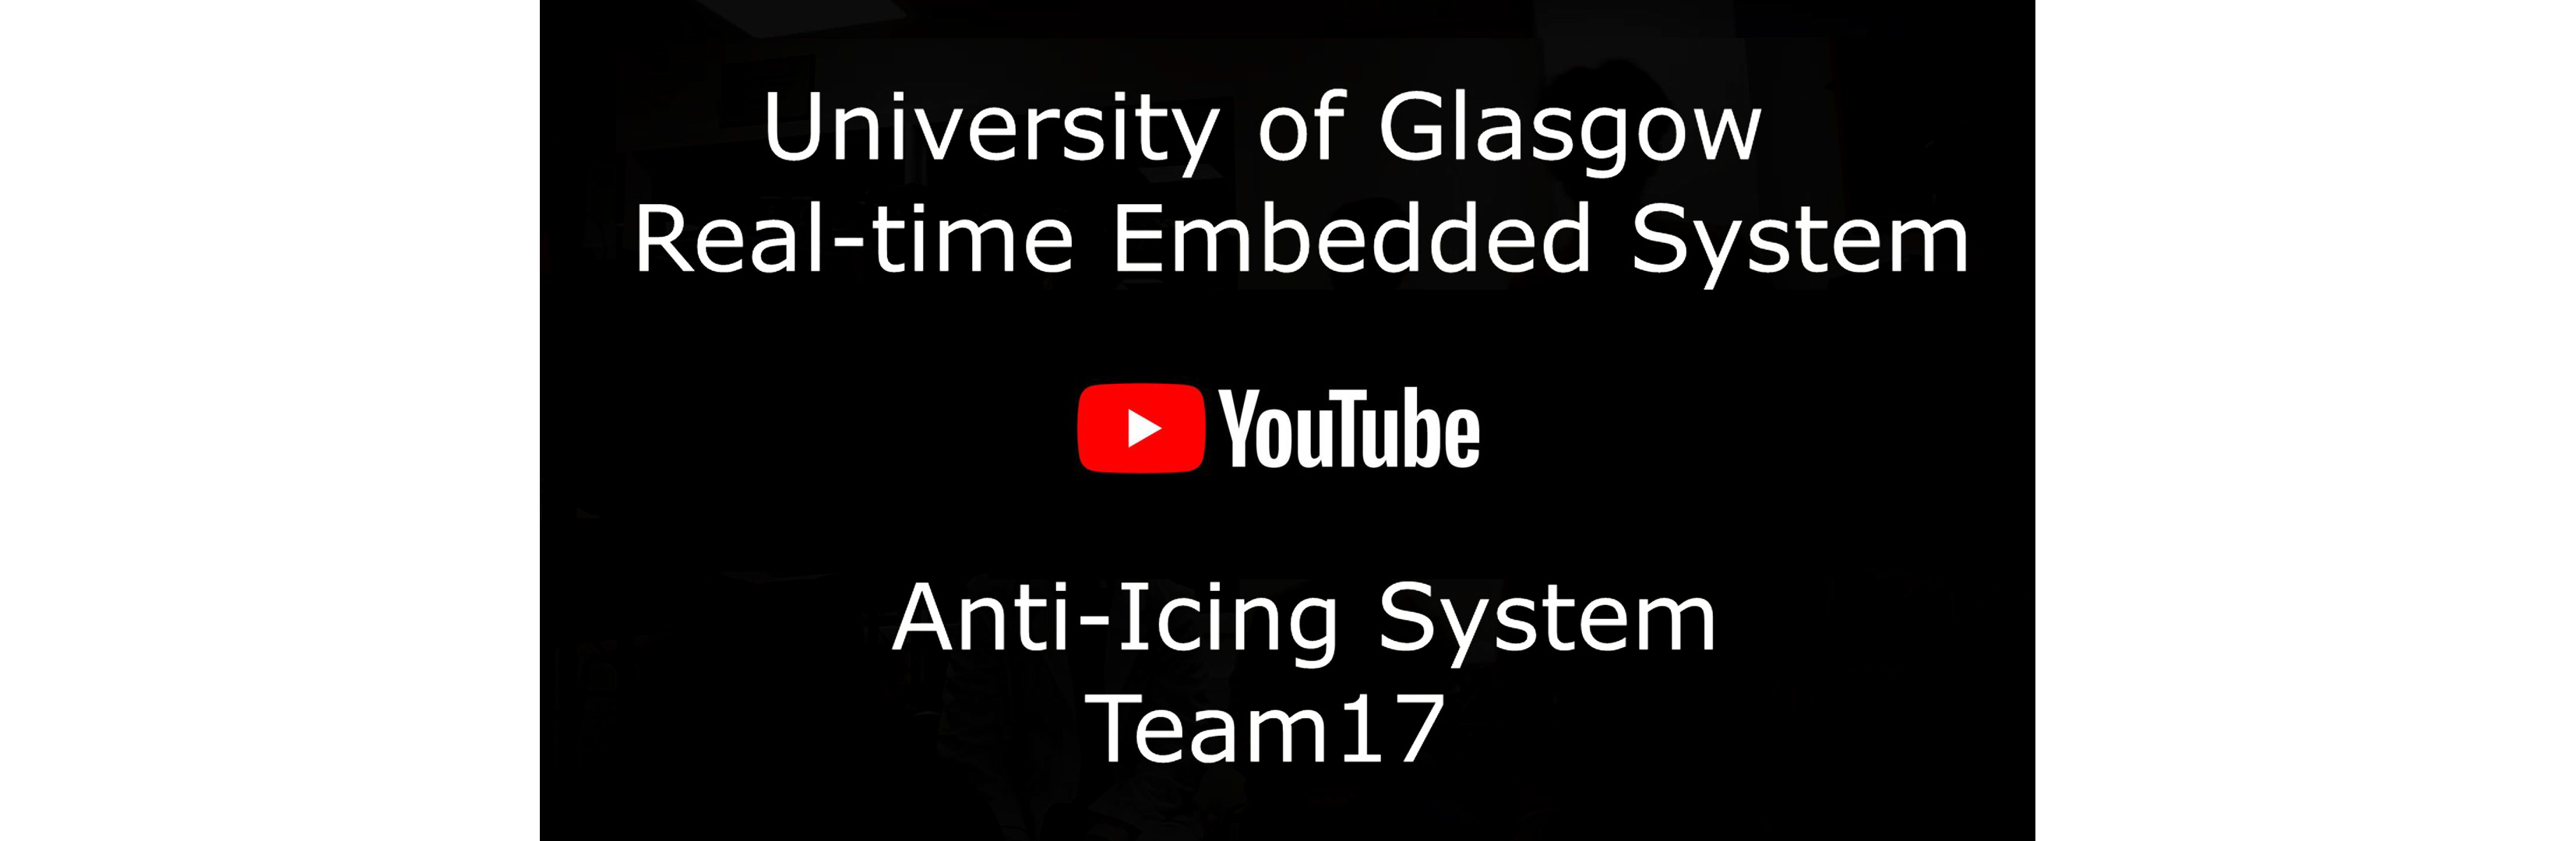 University of Glasgow
Real-time Embedded System
YouTube
Anti-Icing System
Team17